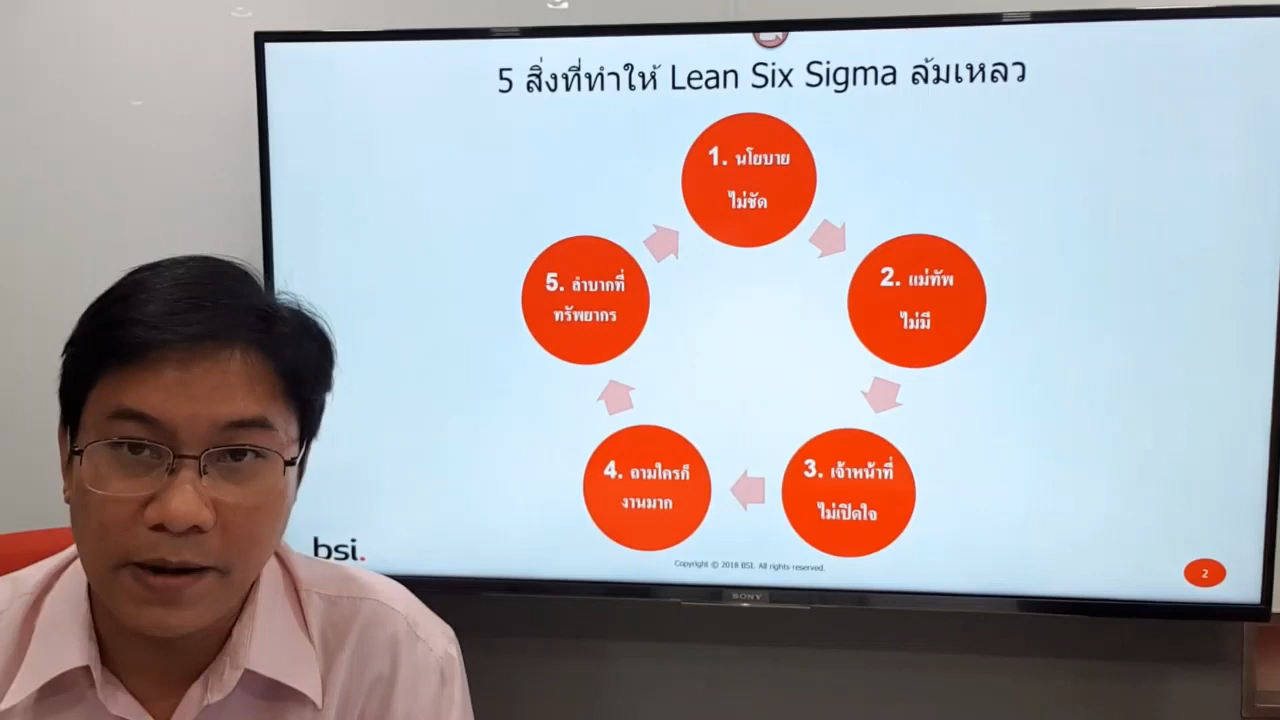 5 สิ่งที่ทำให้ Lean Six Sigma ล้มเหลว
1. นโยบาย
ไม่ชัด
2. แม่ทัพ
ไม่มี
3. เจ้าหน้าที่
ไม่เปิดใจ
4. ถามใครก็
งานมาก
5. ลำบากที่
ทรัพยากร
bsi.
Copyright © 2018 BSI. All rights reserved.
2
SONY